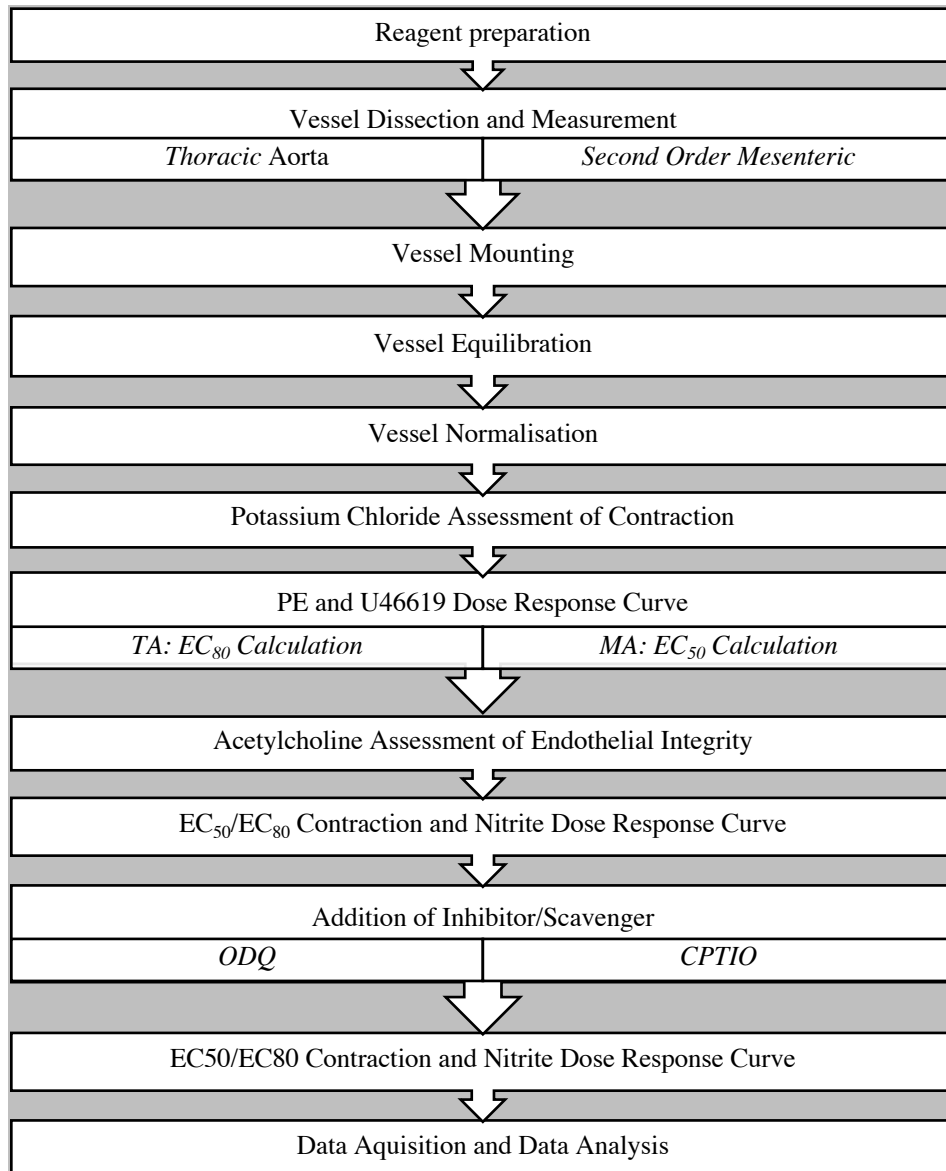 Reagent preparation
Vessel Dissection and Measurement
Thoracic Aorta
Second Order Mesenteric
Vessel Mounting
Vessel Equilibration
Vessel Normalisation
Potassium Chloride Assessment of Contraction
PE and U46619 Dose Response Curve
TA: EC80 Calculation
MA: EC50 Calculation
Acetylcholine Assessment of Endothelial Integrity
EC50/EC80 Contraction and Nitrite Dose Response Curve
Addition of Inhibitor/Scavenger
ODQ
CPTIO
EC50/EC80 Contraction and Nitrite Dose Response Curve
Data Aquisition and Data Analysis